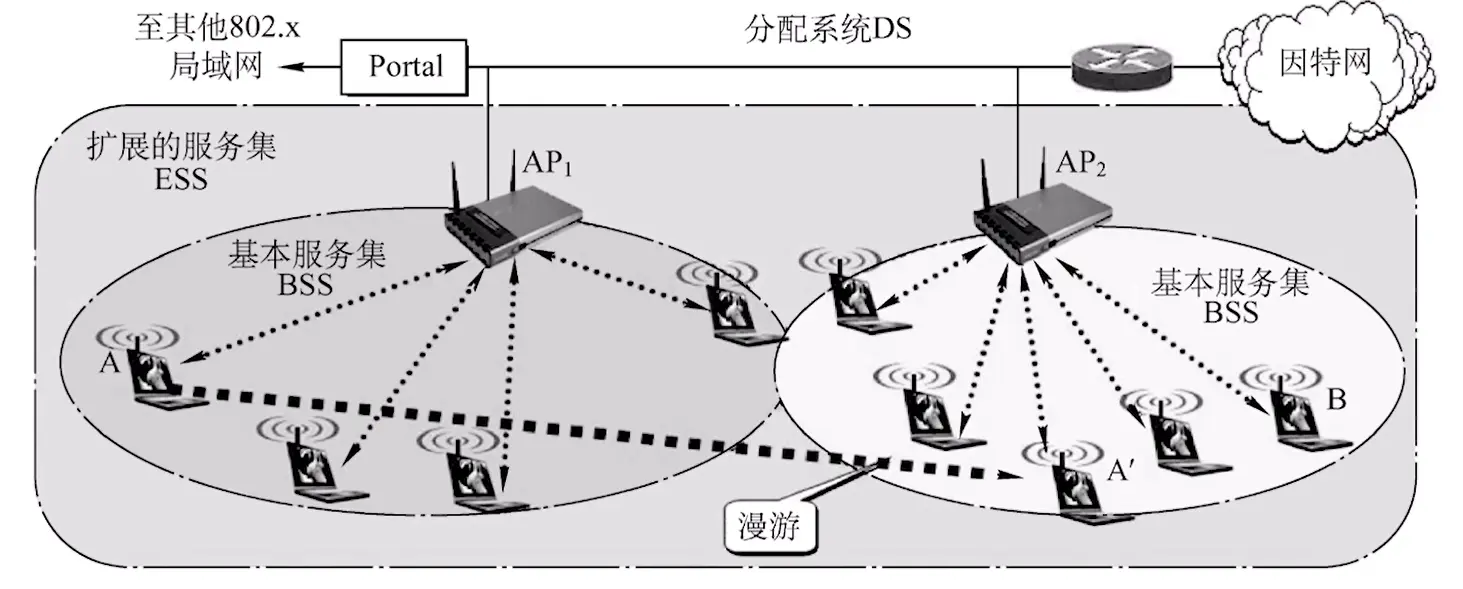 至其他802.x
局域网
Portal
分配系统DS
因特网
扩展的服务集
ESS
AP₁
AP₂
基本服务集
BSS
基本服务集
BSS
A
B
A′
漫游